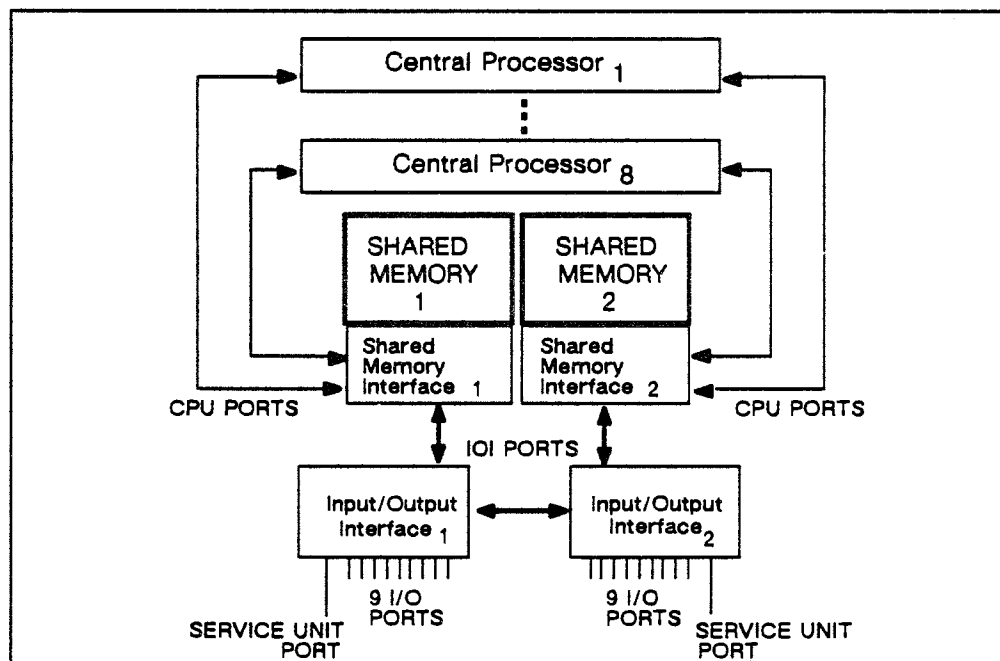 Central Processor 1
Central Processor 8
SHARED
MEMORY
1
SHARED
MEMORY
2
Shared
Memory
Interface 1
Shared
Memory
Interface 2
CPU PORTS
CPU PORTS
IOI PORTS
Input/Output
Interface 1
Input/Output
Interface 2
9 I/O
PORTS
9 I/O
PORTS
SERVICE UNIT
PORT
SERVICE UNIT
PORT